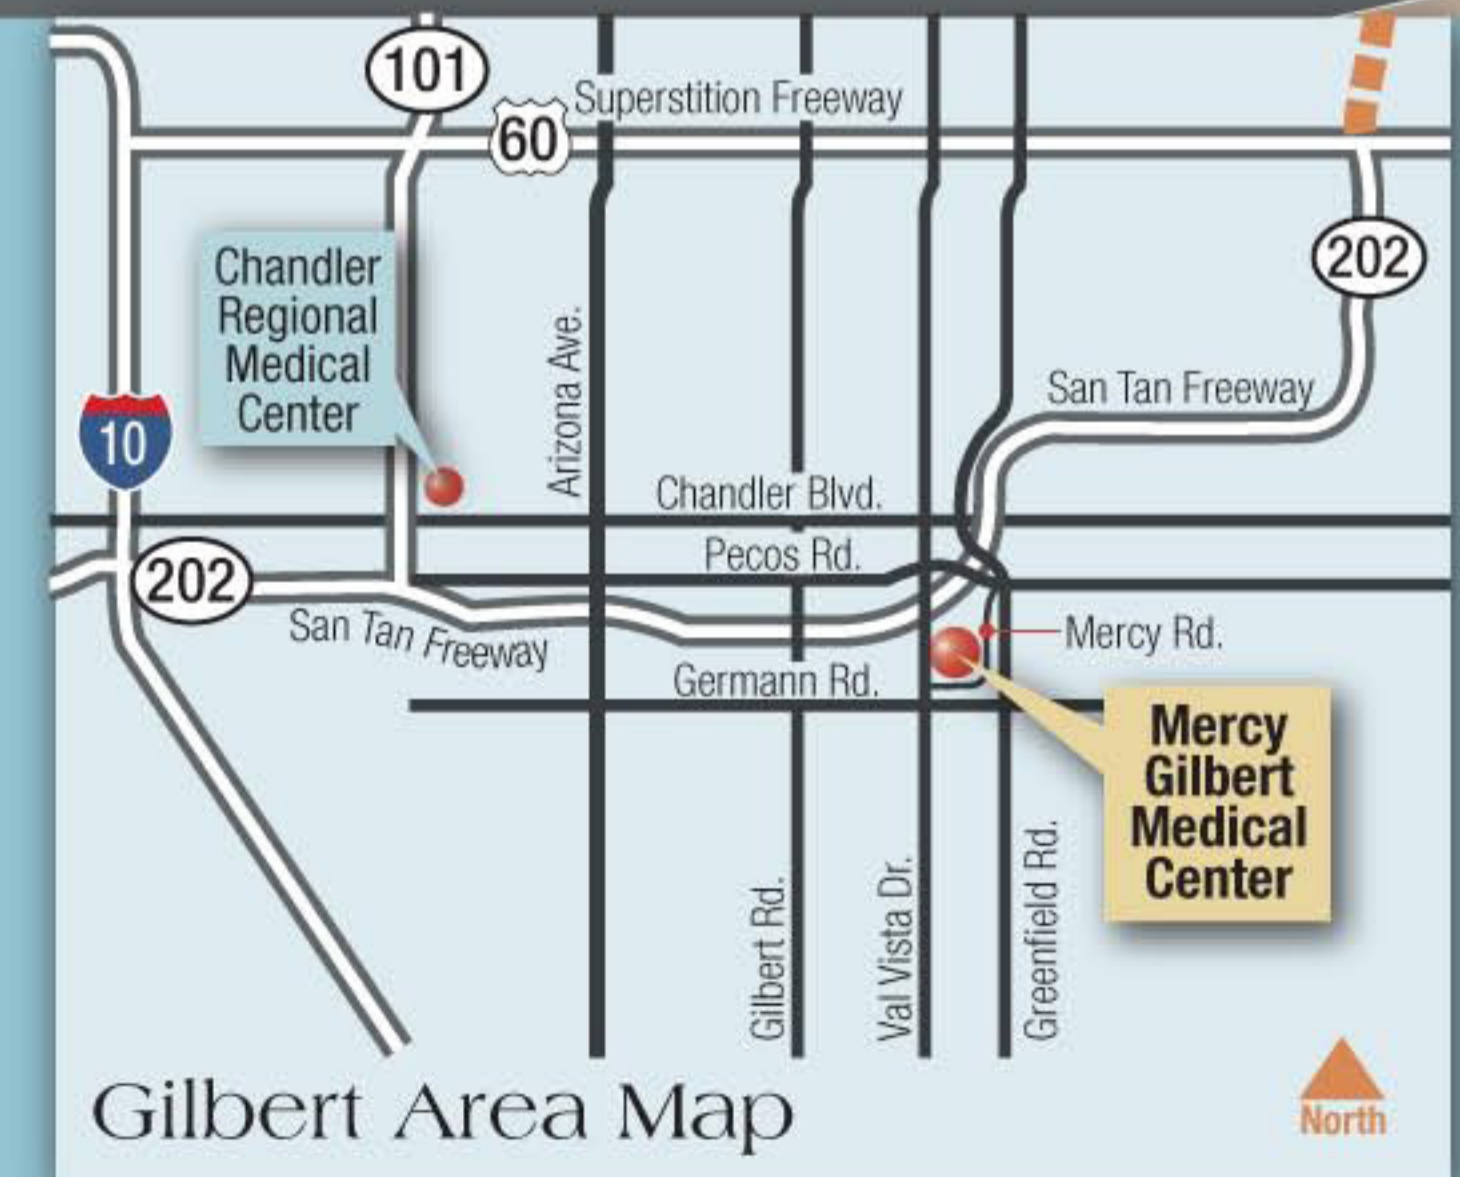 101
Superstition Freeway
60
Chandler
Regional
Medical
Center
202
10
Arizona Ave.
San Tan Freeway
Chandler Blvd.
Pecos Rd.
202
San Tan Freeway
Mercy Rd.
Germann Rd.
Mercy
Gilbert
Medical
Center
Gilbert Rd.
Val Vista Dr.
Greenfield Rd.
Gilbert Area Map
North